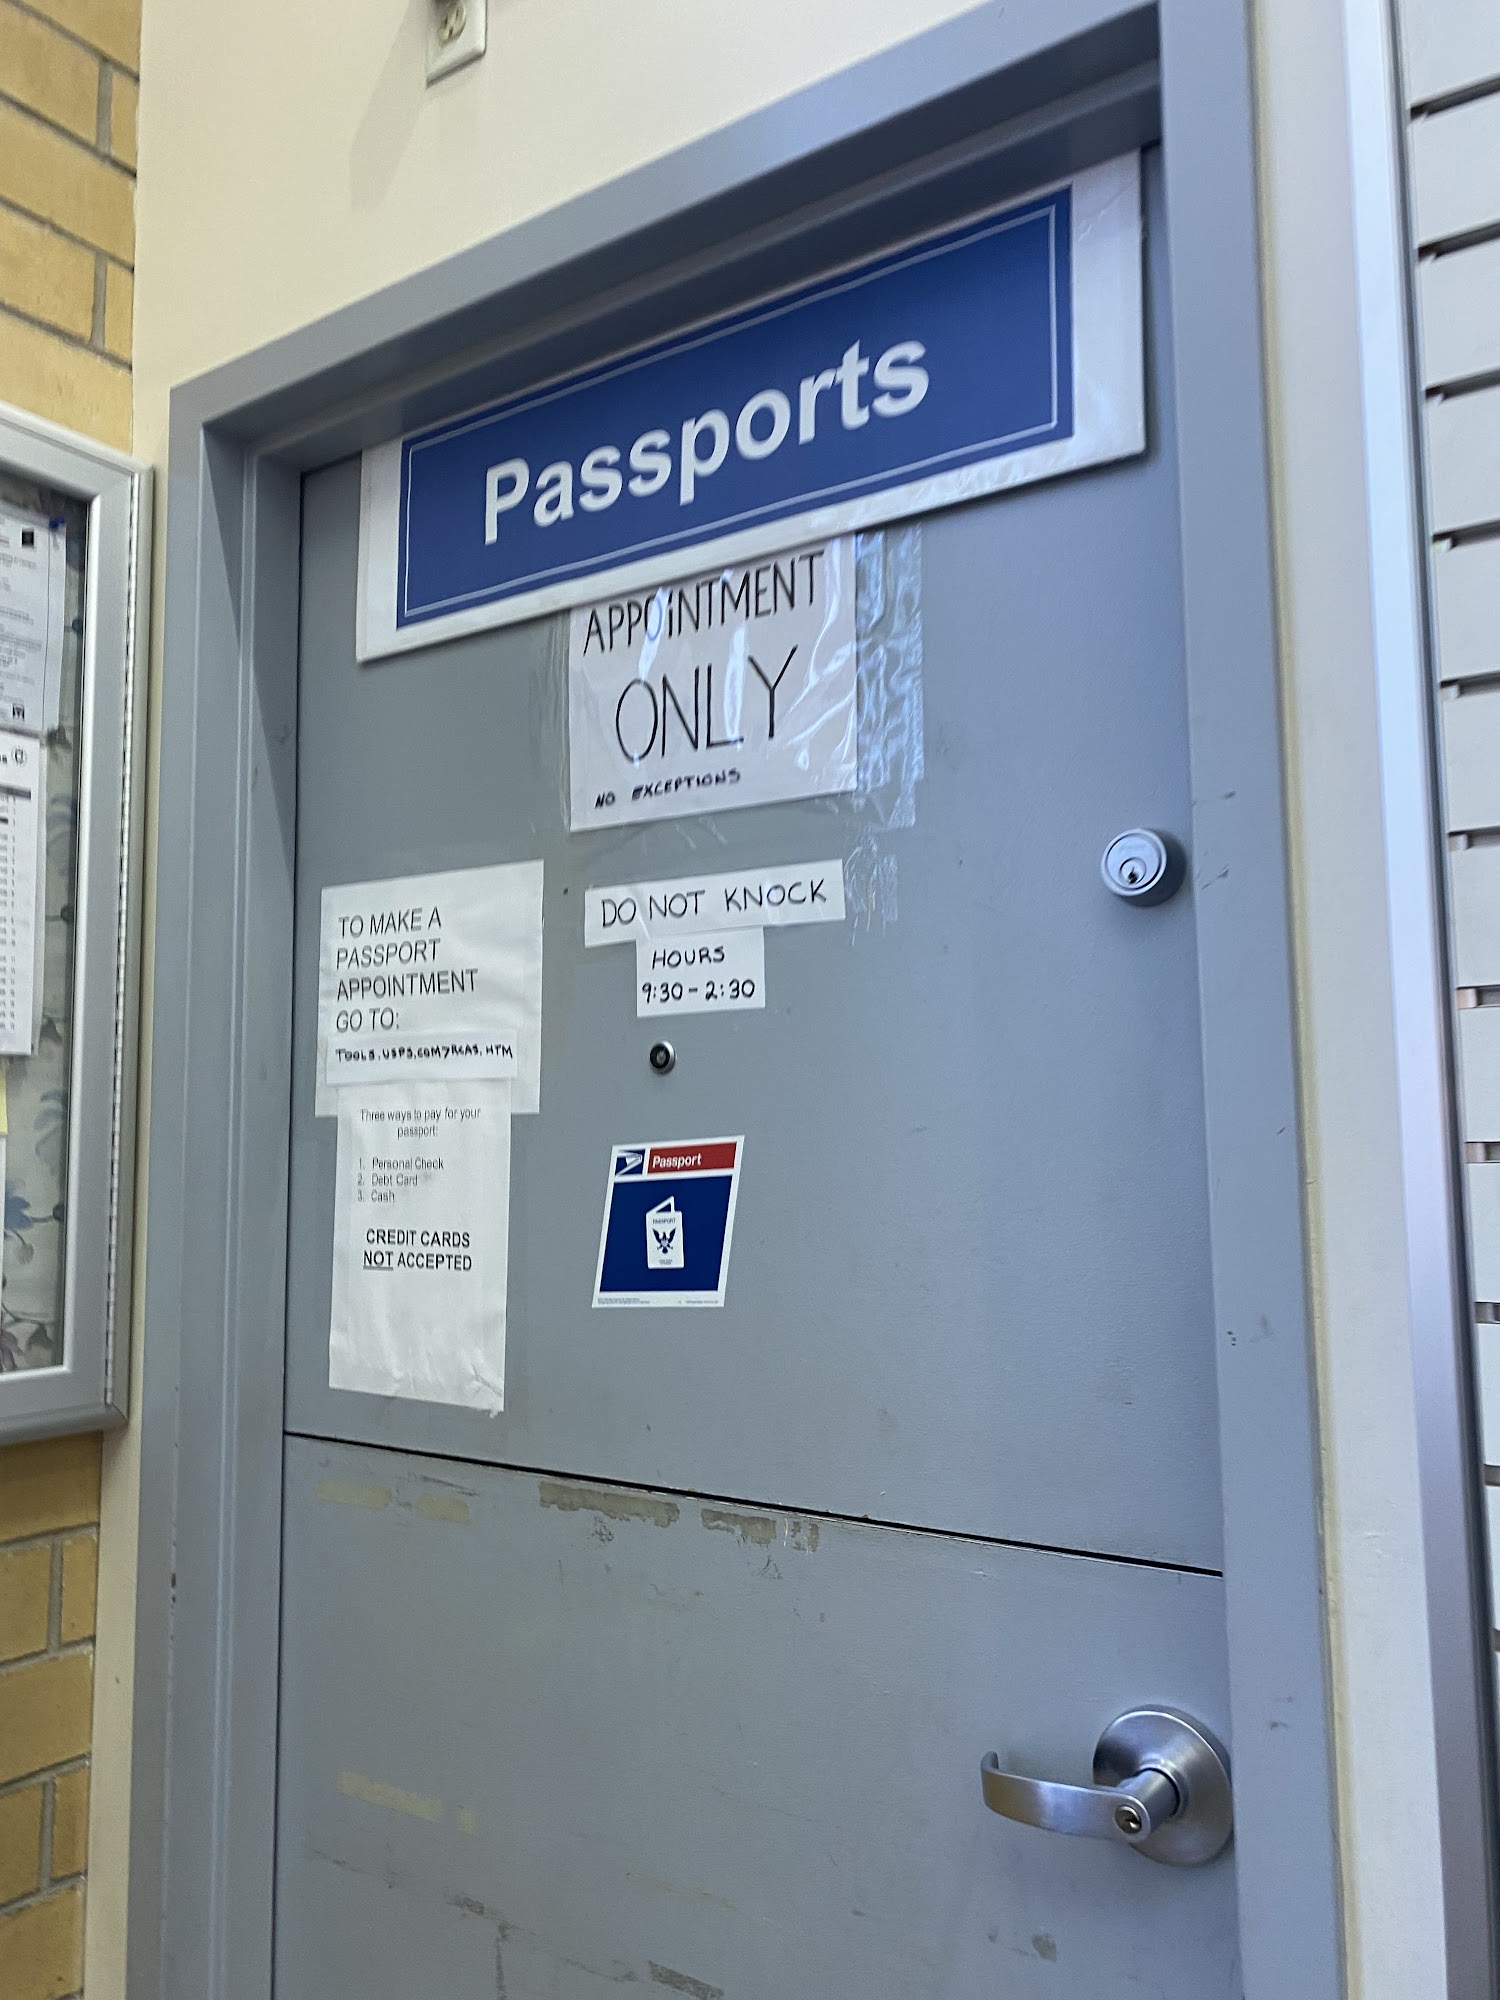 Passports
APPOINTMENT
ONLY
NO EXCEPTIONS
DO NOT KNOCK
HOURS
9:30-2:30
TO MAKE A
PASSPORT
APPOINTMENT
GO TO:
TOOLS.USPS.COM/RCAS.HTM
Three ways to pay for your
passport:
1. Personal Check
2. Debt Card
3. Cash
CREDIT CARDS
NOT ACCEPTED
Passport
PASSPORT